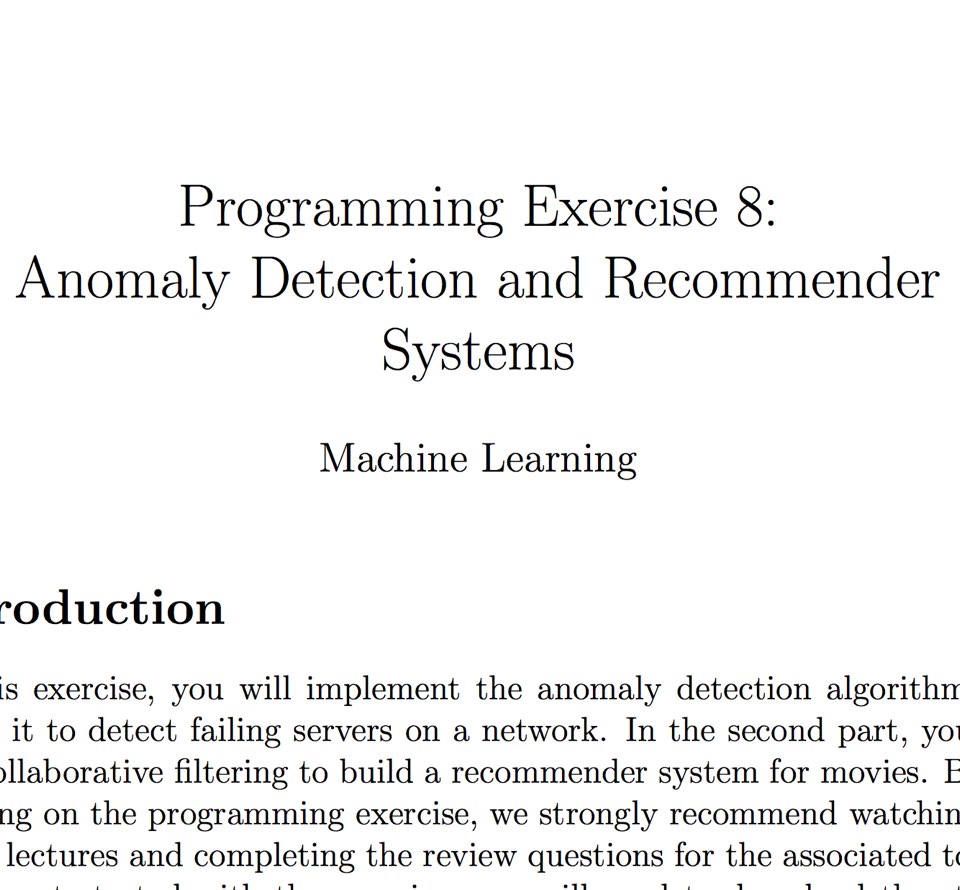 Programming Exercise 8:
Anomaly Detection and Recommender
Systems
Machine Learning
roduction
is exercise, you will implement the anomaly detection algorithm
it to detect failing servers on a network. In the second part, you
ollaborative filtering to build a recommender system for movies. B
ng on the programming exercise, we strongly recommend watchin
lectures and completing the review questions for the associated to